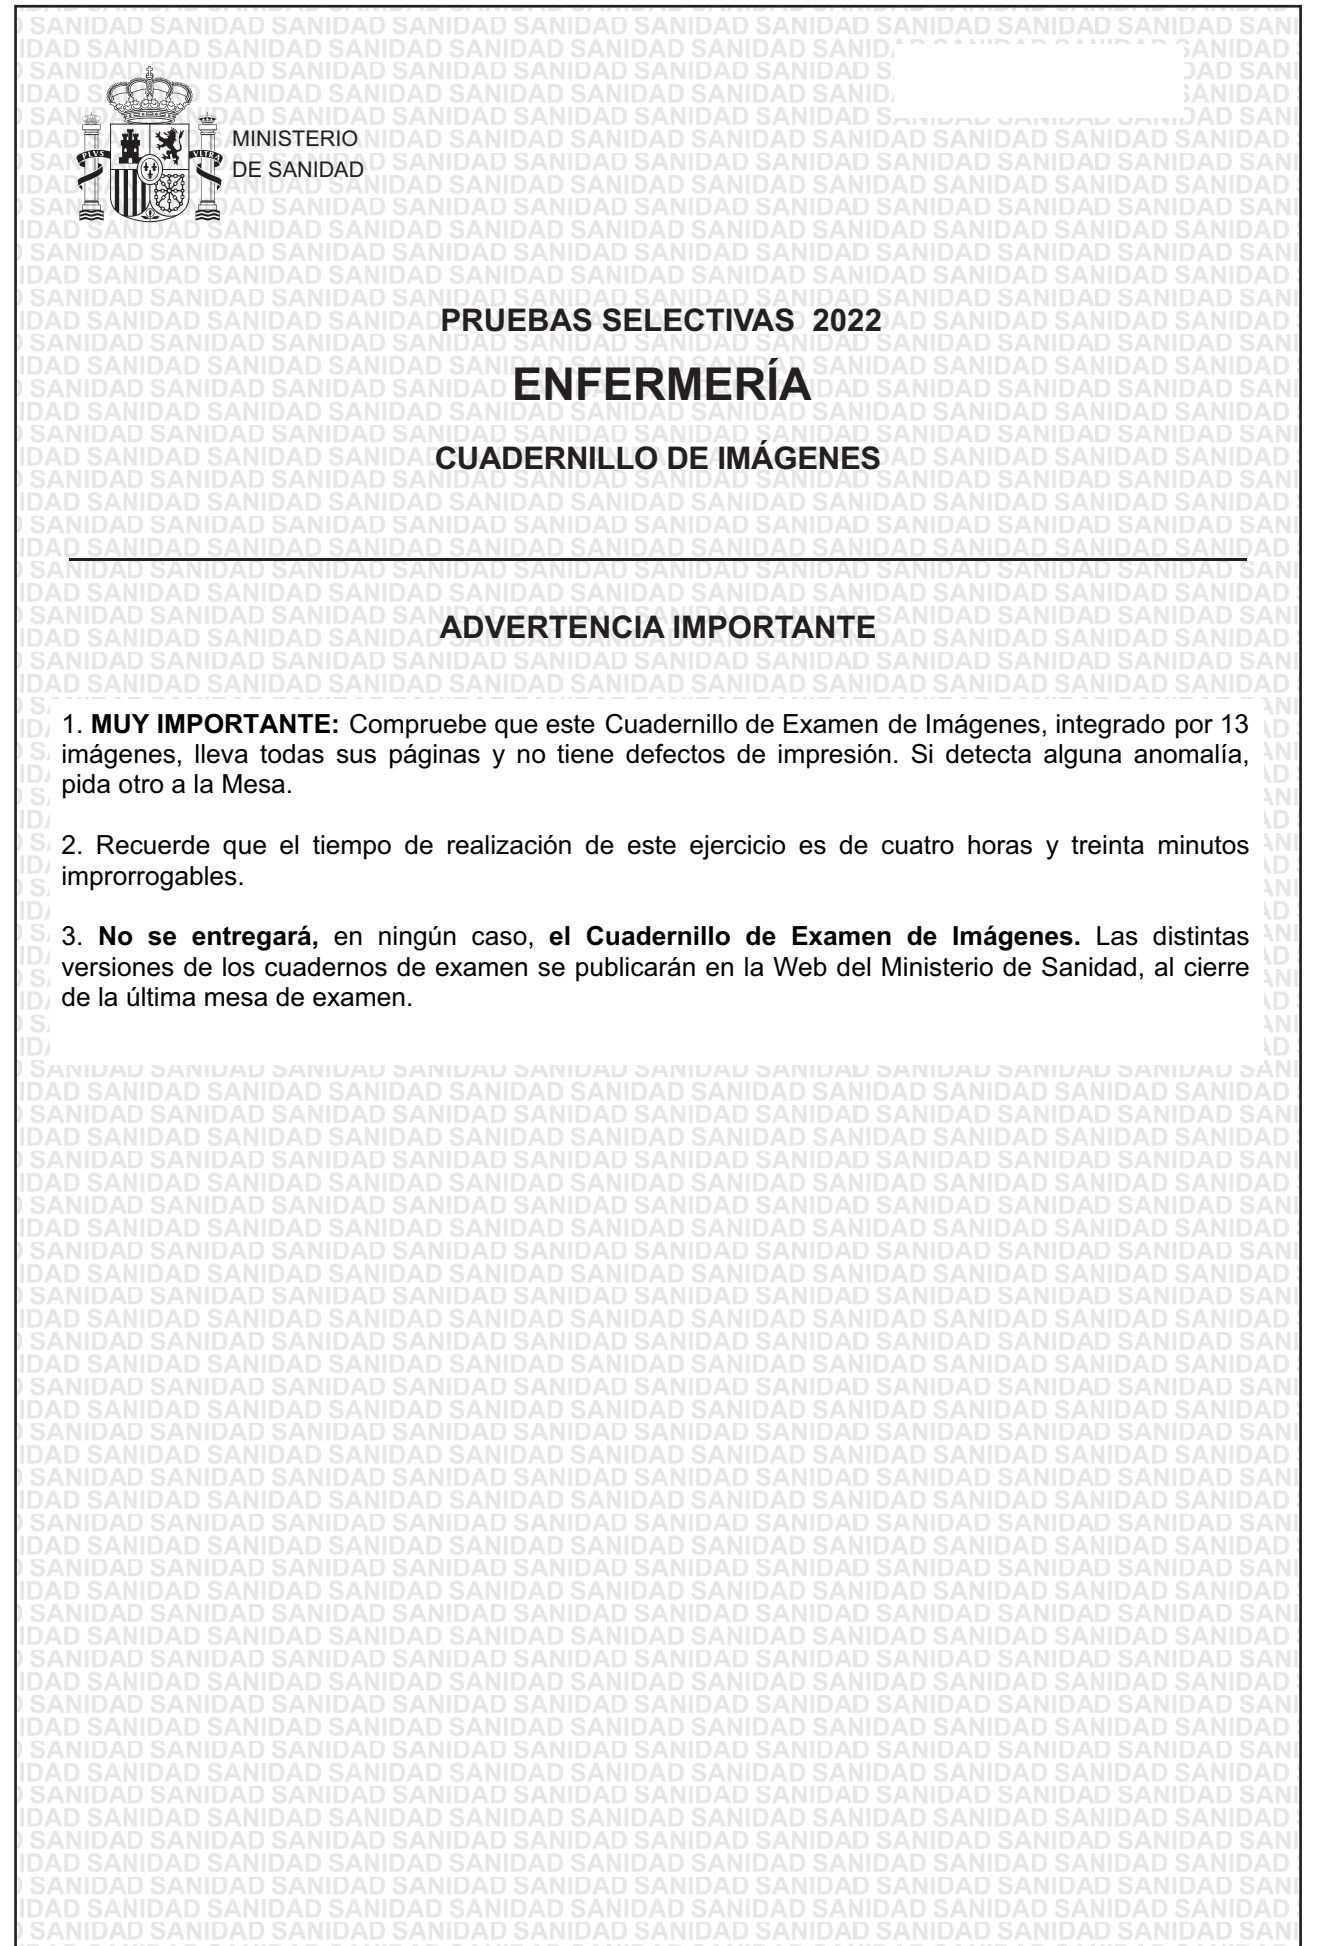 MINISTERIO
DE SANIDAD
PLVS VLTRA
PRUEBAS SELECTIVAS 2022
ENFERMERÍA
CUADERNILLO DE IMÁGENES
ADVERTENCIA IMPORTANTE
1. MUY IMPORTANTE: Compruebe que este Cuadernillo de Examen de Imágenes, integrado por 13
imágenes, lleva todas sus páginas y no tiene defectos de impresión. Si detecta alguna anomalía,
pida otro a la Mesa.
2. Recuerde que el tiempo de realización de este ejercicio es de cuatro horas y treinta minutos
improrrogables.
3. No se entregará, en ningún caso, el Cuadernillo de Examen de Imágenes. Las distintas
versiones de los cuadernos de examen se publicarán en la Web del Ministerio de Sanidad, al cierre
de la última mesa de examen.